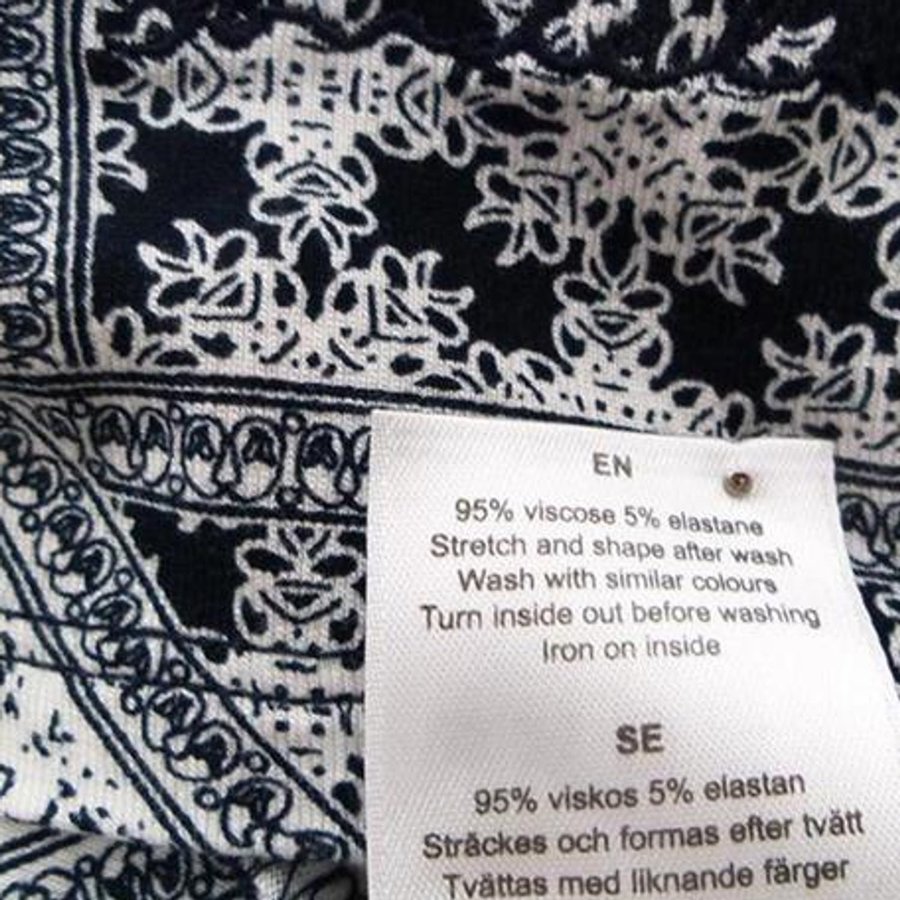 EN
95% viscose 5% elastane
Stretch and shape after wash
Wash with similar colours
Turn inside out before washing
Iron on inside
SE
95% viskos 5% elastan
Sträckes och formas efter tvätt
Tvättas med liknande färger